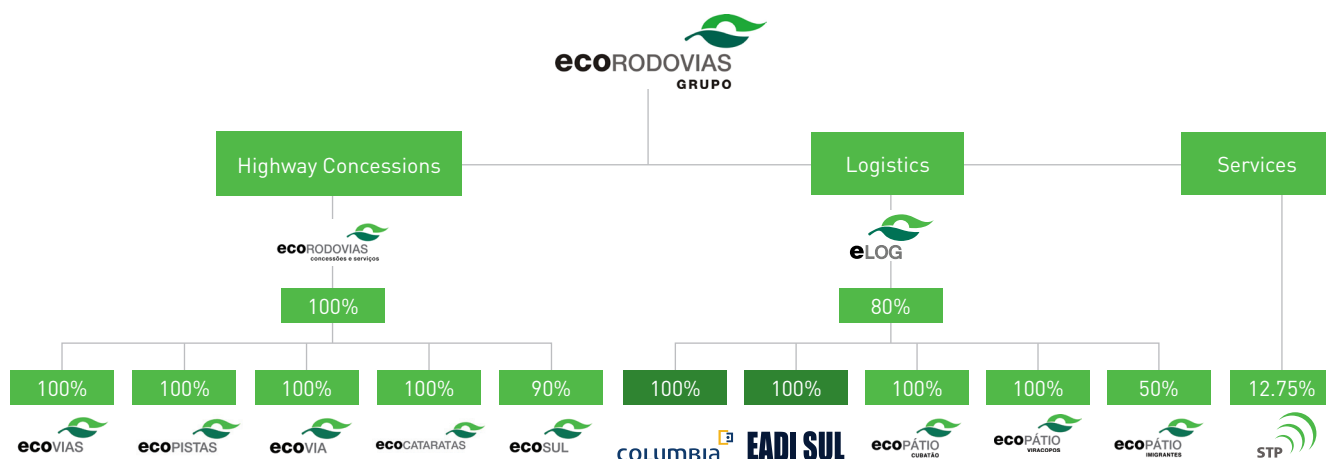 ecoRODOVIAS
GRUPO
Highway Concessions
Logistics
Services
ecoRODOVIAS
concessões e serviços
eLOG
100%
80%
100%
100%
100%
100%
90%
100%
100%
100%
100%
50%
12.75%
ecoVIAS
ecoPISTAS
ecoVIA
ecoCATARATAS
ecoSUL
COLUMBIA
EADI SUL
ecoPÁTIO
CUBATÃO
ecoPÁTIO
VIRACOPOS
ecoPÁTIO
IMIGRANTES
STP